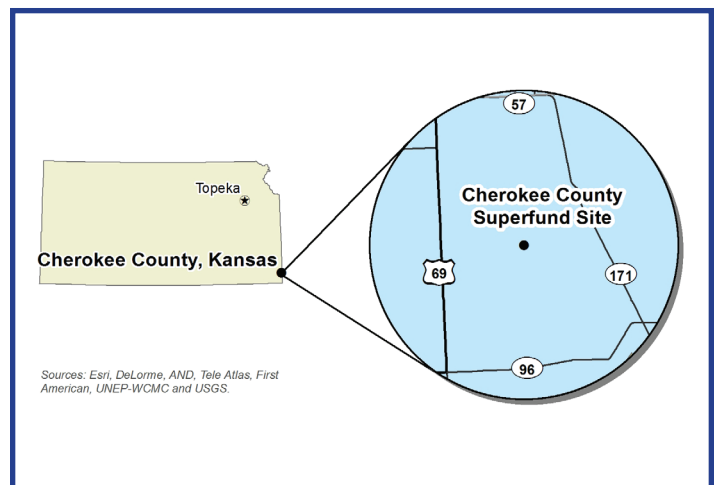 57
Topeka
Cherokee County
Superfund Site
Cherokee County, Kansas
69
171
96
Sources: Esri, DeLorme, AND, Tele Atlas, First
American, UNEP-WCMC and USGS.